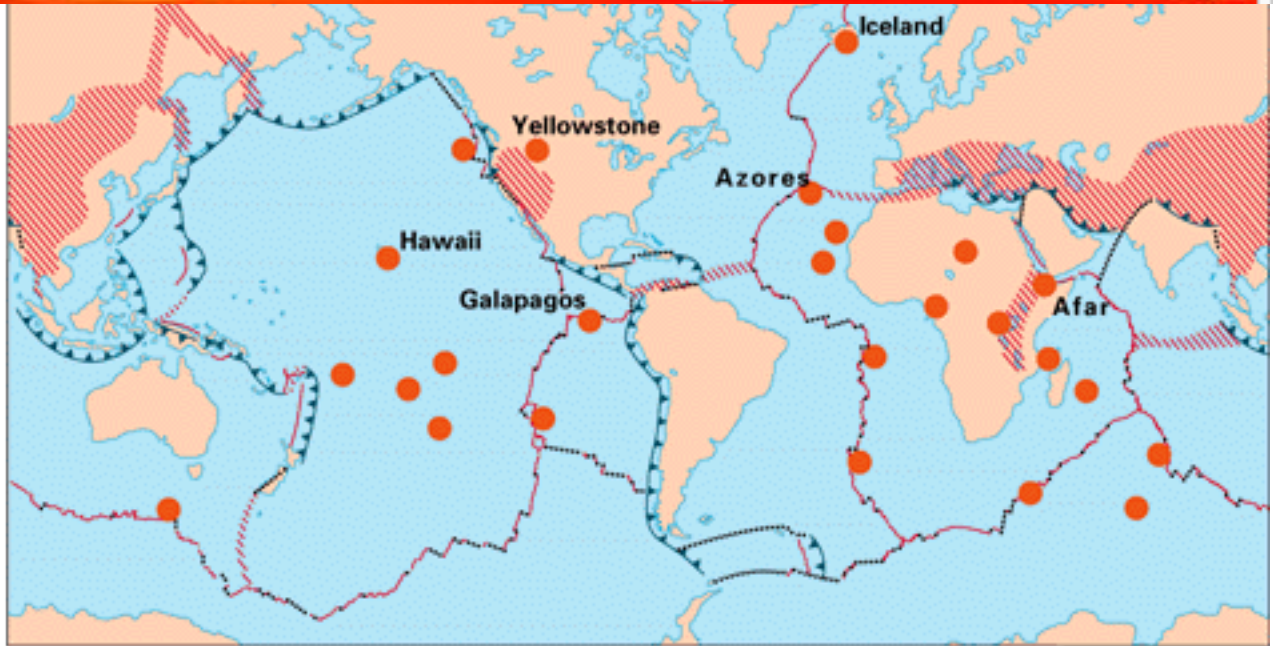 Iceland
Yellowstone
Azores
Hawaii
Galapagos
Afar